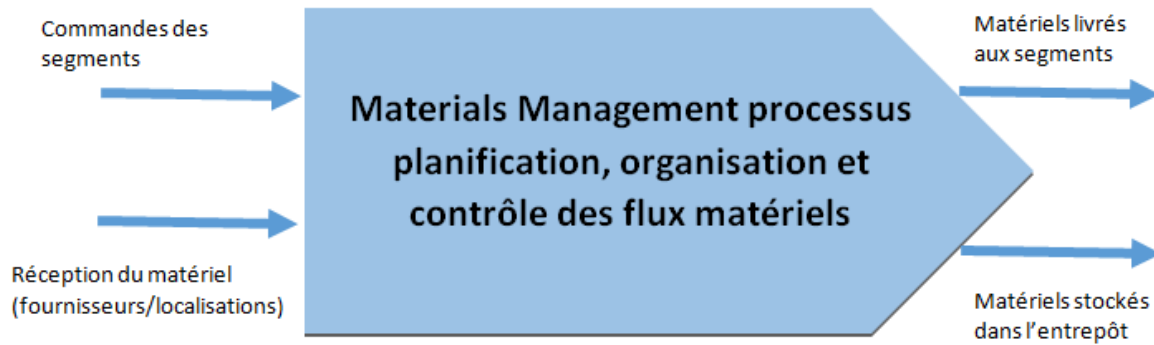 Commandes des
segments
Matériels livrés
aux segments
Materials Management processus
planification, organisation et
contrôle des flux matériels
Réception du matériel
(fournisseurs/localisations)
Matériels stockés
dans l'entrepôt